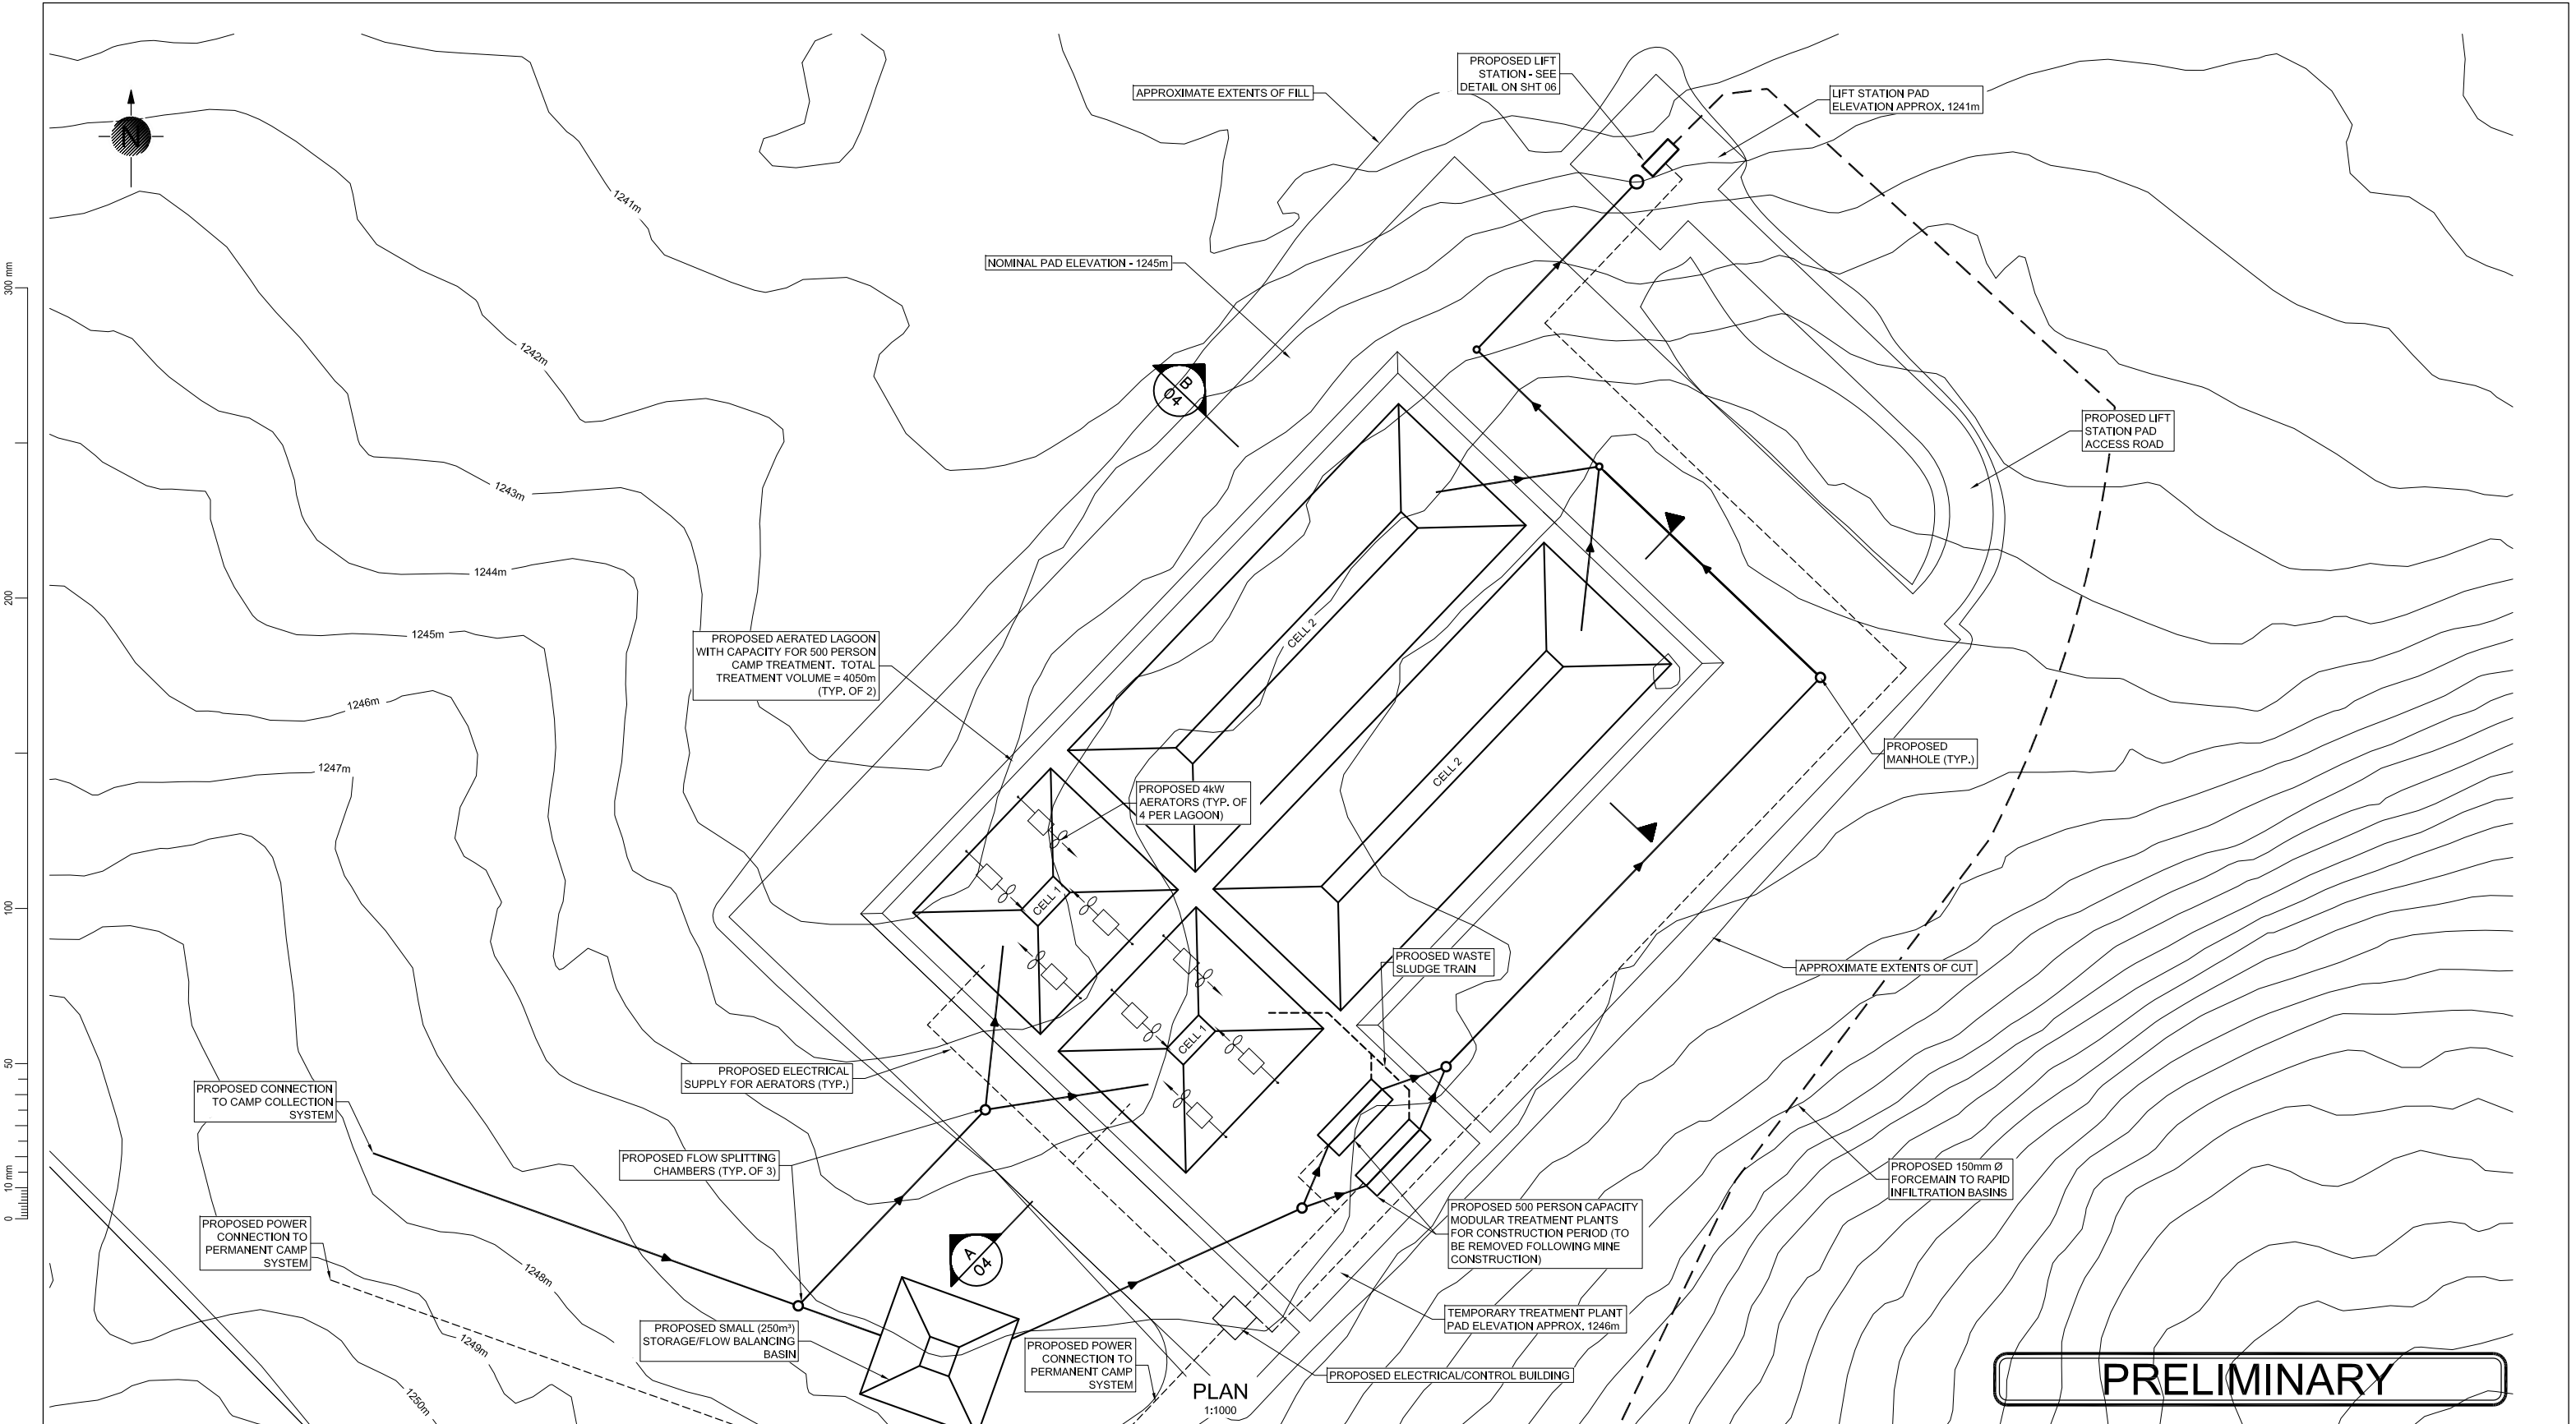 PROPOSED LIFT
STATION - SEE
DETAIL ON SHT 06
APPROXIMATE EXTENTS OF FILL
LIFT STATION PAD
ELEVATION APPROX. 1241m
N
1241m
NOMINAL PAD ELEVATION - 1245m
300 mm
1242m
B
04
PROPOSED LIFT
STATION PAD
ACCESS ROAD
1243m
1244m
200
CELL 2
1245m
PROPOSED AERATED LAGOON
WITH CAPACITY FOR 500 PERSON
CAMP TREATMENT. TOTAL
TREATMENT VOLUME = 4050m
(TYP. OF 2)
1246m
PROPOSED
MANHOLE (TYP.)
1247m
CELL 2
PROPOSED 4kW
AERATORS (TYP. OF
4 PER LAGOON)
100
CELL 1
PROOSED WASTE
SLUDGE TRAIN
APPROXIMATE EXTENTS OF CUT
CELL 1
50
PROPOSED ELECTRICAL
SUPPLY FOR AERATORS (TYP.)
PROPOSED CONNECTION
TO CAMP COLLECTION
SYSTEM
PROPOSED FLOW SPLITTING
CHAMBERS (TYP. OF 3)
PROPOSED 150mm Ø
FORCEMAIN TO RAPID
INFILTRATION BASINS
10 mm
0
PROPOSED POWER
CONNECTION TO
PERMANENT CAMP
SYSTEM
PROPOSED 500 PERSON CAPACITY
MODULAR TREATMENT PLANTS
FOR CONSTRUCTION PERIOD (TO
BE REMOVED FOLLOWING MINE
CONSTRUCTION)
A
04
1248m
TEMPORARY TREATMENT PLANT
PAD ELEVATION APPROX. 1246m
PROPOSED SMALL (250m³)
STORAGE/FLOW BALANCING
BASIN
1249m
PROPOSED POWER
CONNECTION TO
PERMANENT CAMP
SYSTEM
PROPOSED ELECTRICAL/CONTROL BUILDING
1250m
PLAN
1:1000
PRELIMINARY